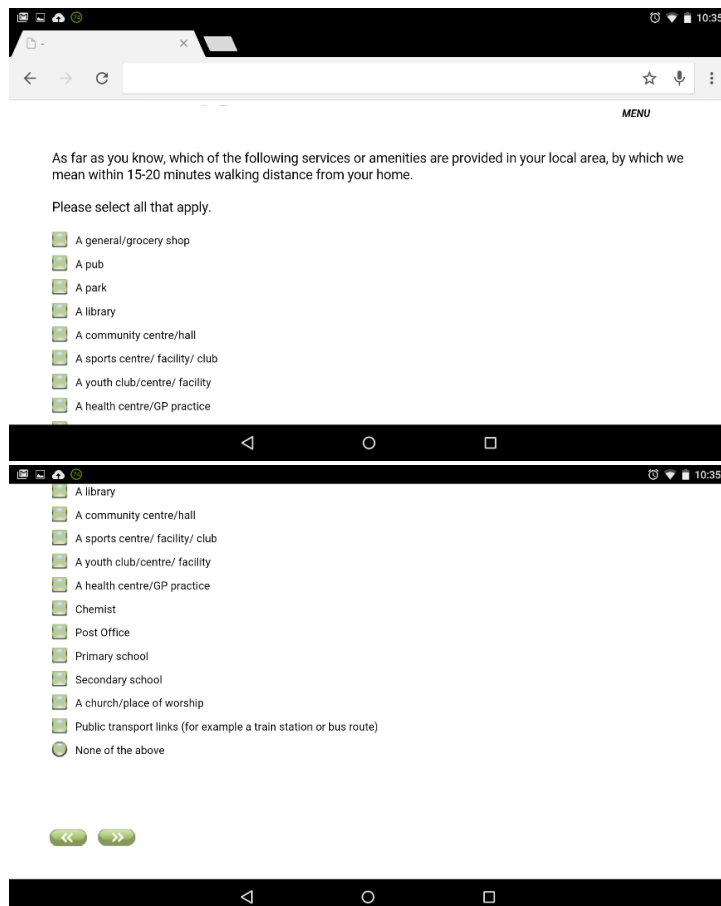 74
10:35
-
MENU
As far as you know, which of the following services or amenities are provided in your local area, by which we
mean within 15-20 minutes walking distance from your home.
Please select all that apply.
A general/grocery shop
A pub
A park
A library
A community centre/hall
A sports centre/ facility/ club
A youth club/centre/ facility
A health centre/GP practice
74
10:35
A library
A community centre/hall
A sports centre/ facility/ club
A youth club/centre/ facility
A health centre/GP practice
Chemist
Post Office
Primary school
Secondary school
A church/place of worship
Public transport links (for example a train station or bus route)
None of the above